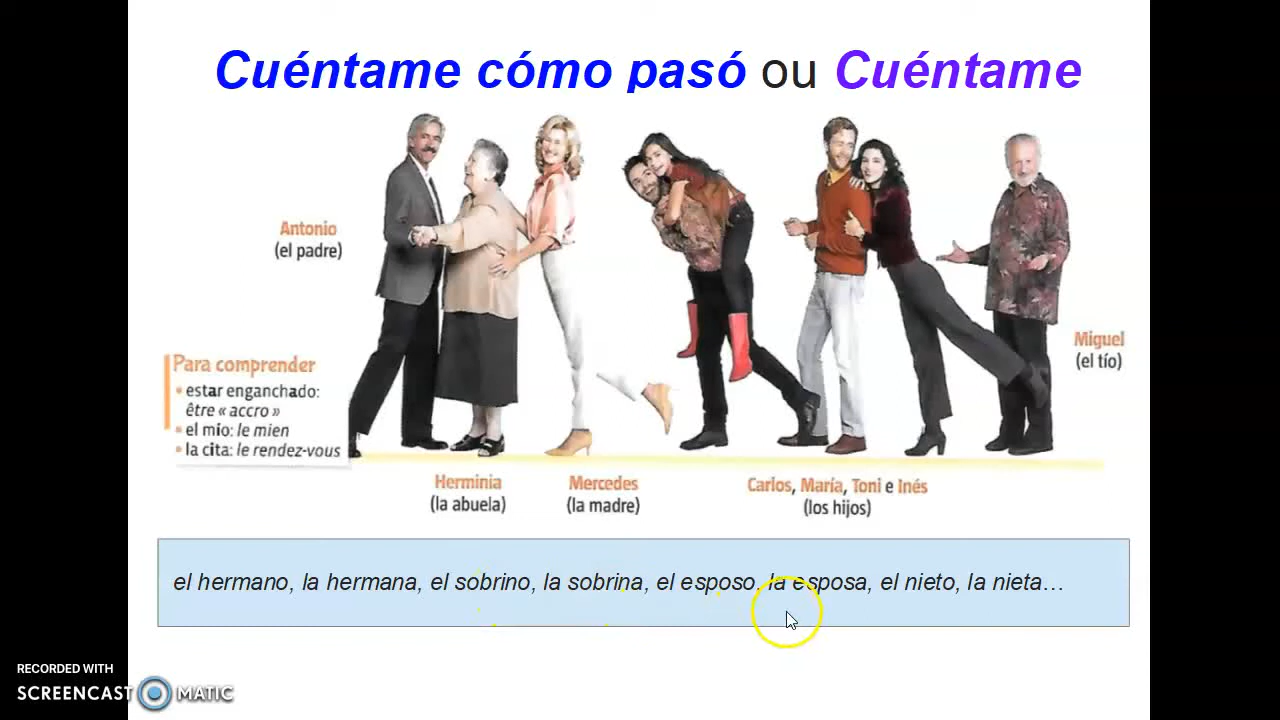 Cuéntame cómo pasó ou Cuéntame
Antonio
(el padre)
Miguel
(el tío)
Para comprender
• estar enganchado:
être « accro »
• el mío: le mien
• la cita: le rendez-vous
Herminia
(la abuela)
Mercedes
(la madre)
Carlos, María, Toni e Inés
(los hijos)
el hermano, la hermana, el sobrino, la sobrina, el esposo, la esposa, el nieto, la nieta…
RECORDED WITH
SCREENCAST MATIC